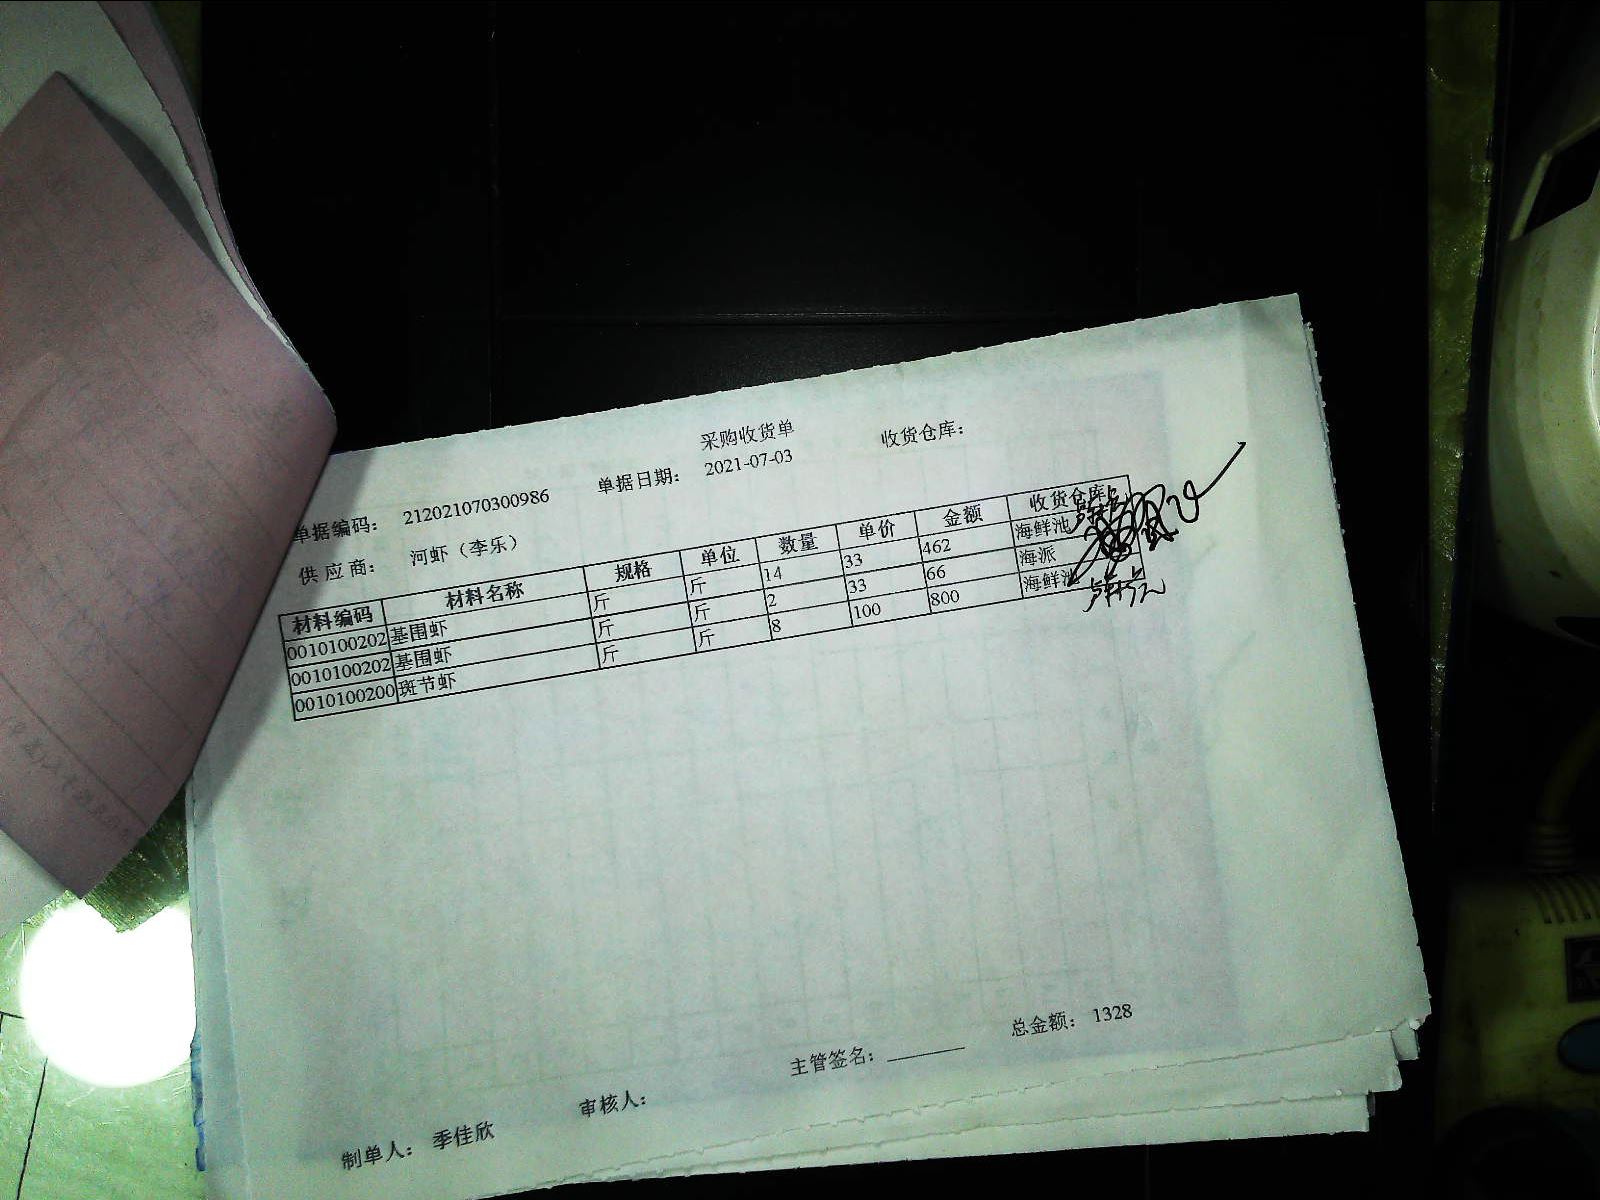 采购收货单
单据编码： 212021070300986 单据日期： 2021-07-03 收货仓库：
供应商： 河虾（李乐）
材料编码 材料名称 规格 单位 数量 单价 金额 收货仓库
0010100202 基围虾 斤 斤 14 33 462 海鲜池
0010100202 基围虾 斤 斤 2 33 66 海派
0010100200 斑节虾 斤 斤 8 100 800 海鲜池
总金额： 1328
制单人： 季佳欣 审核人： 主管签名：